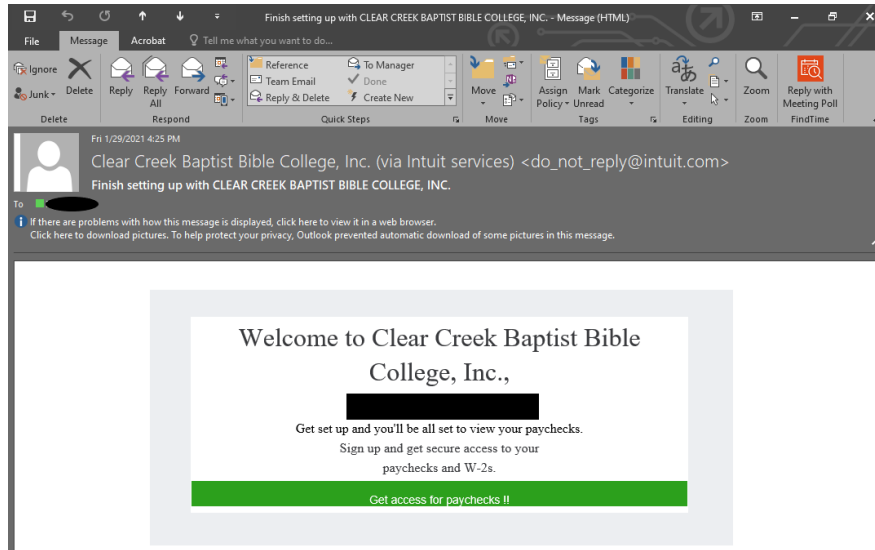 Finish setting up with CLEAR CREEK BAPTIST BIBLE COLLEGE, INC. - Message (HTML)
File Message Acrobat Tell me what you want to do...
Ignore
Junk
Delete
Reply
Reply All
Forward
Reference
Team Email
Reply & Delete
To Manager
Done
Create New
Move
Assign Policy
Mark Unread
Categorize
Translate
Zoom
Reply with Meeting Poll
Delete Respond Quick Steps Move Tags Editing Zoom FindTime
Fri 1/29/2021 4:25 PM
Clear Creek Baptist Bible College, Inc. (via Intuit services) <do_not_reply@intuit.com>
Finish setting up with CLEAR CREEK BAPTIST BIBLE COLLEGE, INC.
To
If there are problems with how this message is displayed, click here to view it in a web browser.
Click here to download pictures. To help protect your privacy, Outlook prevented automatic download of some pictures in this message.
Welcome to Clear Creek Baptist Bible
College, Inc.,
Get set up and you'll be all set to view your paychecks.
Sign up and get secure access to your
paychecks and W-2s.
Get access for paychecks !!